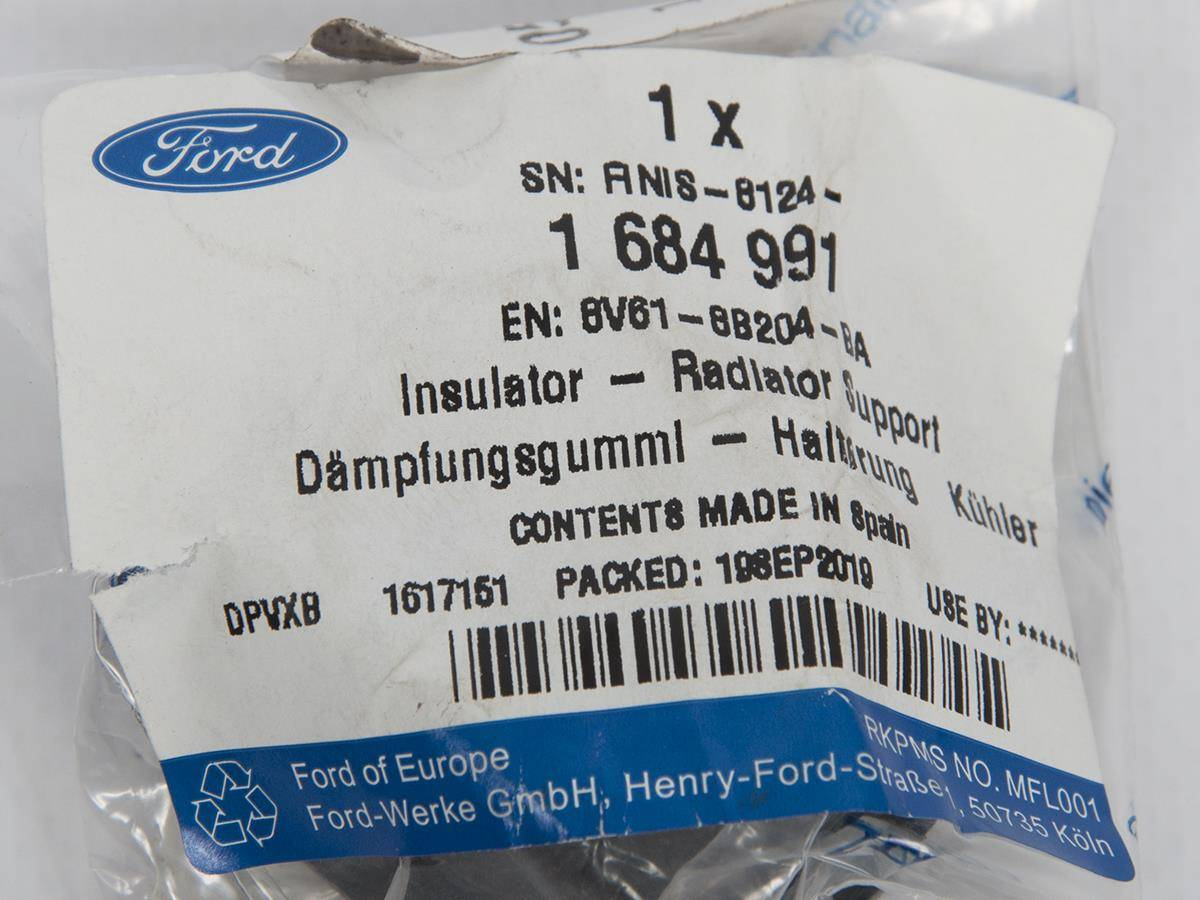 Ford
1 x
SN: FINIS-8124-
1 684 991
EN: 8V61-8B204-BA
Insulator - Radiator Support
Dämpfungsgummi - Halterung Kühler
CONTENTS MADE IN Spain
DPVXB 1617151 PACKED: 19SEP2019 USE BY: *******
Ford of Europe RKPMS NO. MFL001
Ford-Werke GmbH, Henry-Ford-Straße 1, 50735 Köln